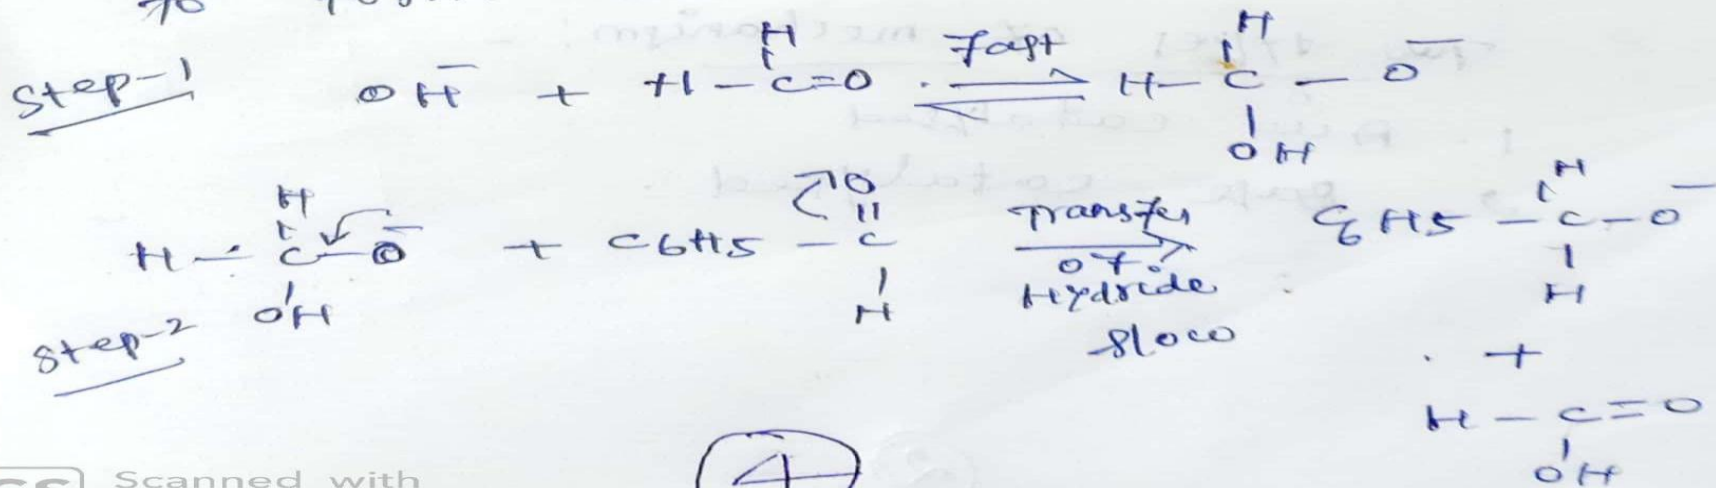 Step-1 OH⁻ + H-C=O Fast H-C-O⁻
H H
OH
H-C-O⁻ + C6H5-C Transfer of Hydride slow C6H5-C-O⁻
H O H
OH H H
Step-2
+
H-C=O
OH
4
Scanned with